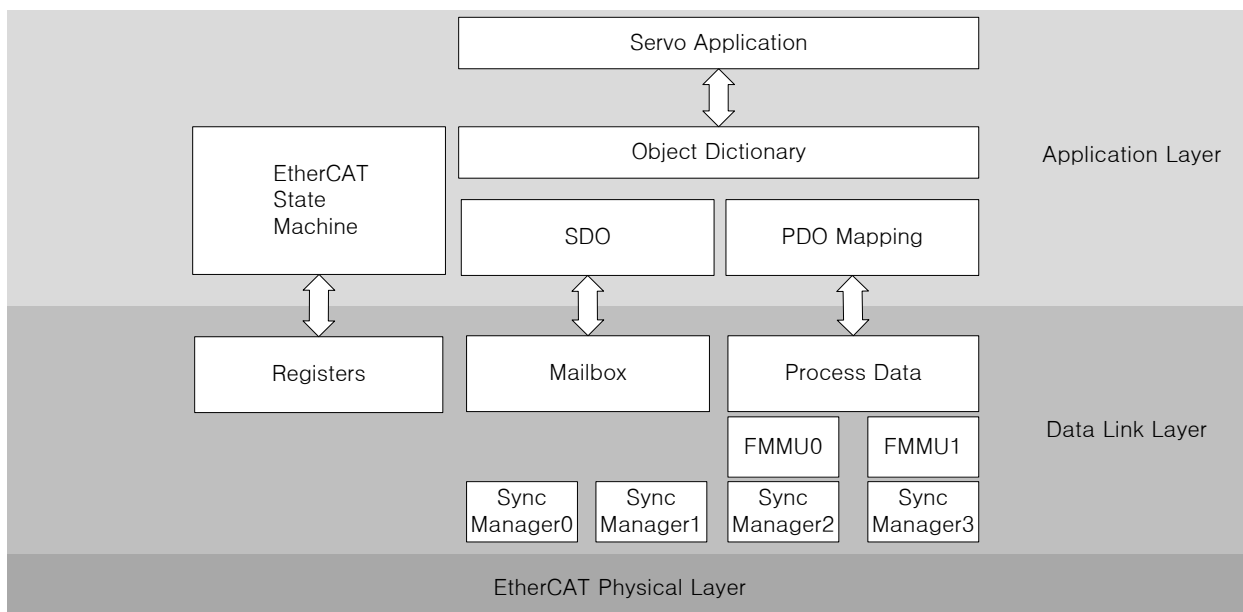 Servo Application
Object Dictionary
Application Layer
EtherCAT
State
Machine
SDO
PDO Mapping
Registers
Mailbox
Process Data
Data Link Layer
FMMU0
FMMU1
Sync
Manager0
Sync
Manager1
Sync
Manager2
Sync
Manager3
EtherCAT Physical Layer